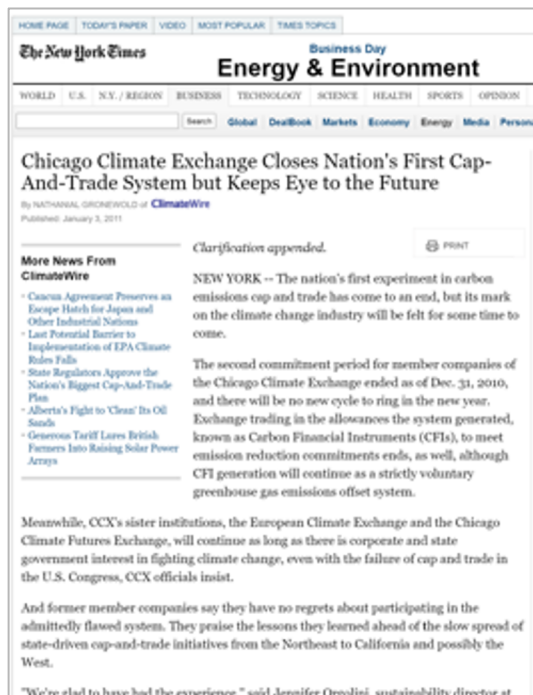 HOME PAGE TODAY'S PAPER VIDEO MOST POPULAR TIMES TOPICS
The New York Times
Business Day
Energy & Environment
WORLD U.S. N.Y. / REGION BUSINESS TECHNOLOGY SCIENCE HEALTH SPORTS OPINION
Search Global DealBook Markets Economy Energy Media Person
Chicago Climate Exchange Closes Nation's First Cap-
And-Trade System but Keeps Eye to the Future
By NATHANIAL GRONEWOLD of ClimateWire
Published: January 3, 2011
PRINT
More News From
ClimateWire
Cancun Agreement Preserves an
Escape Hatch for Japan and
Other Industrial Nations
Last Potential Barrier to
Implementation of EPA Climate
Rules Falls
State Regulators Approve the
Nation's Biggest Cap-And-Trade
Plan
Alberta's Fight to 'Clean' Its Oil
Sands
Generous Tariff Lures British
Farmers Into Raising Solar Power
Arrays
Clarification appended.
NEW YORK -- The nation's first experiment in carbon
emissions cap and trade has come to an end, but its mark
on the climate change industry will be felt for some time to
come.
The second commitment period for member companies of
the Chicago Climate Exchange ended as of Dec. 31, 2010,
and there will be no new cycle to ring in the new year.
Exchange trading in the allowances the system generated,
known as Carbon Financial Instruments (CFIs), to meet
emission reduction commitments ends, as well, although
CFI generation will continue as a strictly voluntary
greenhouse gas emissions offset system.
Meanwhile, CCX's sister institutions, the European Climate Exchange and the Chicago
Climate Futures Exchange, will continue as long as there is corporate and state
government interest in fighting climate change, even with the failure of cap and trade in
the U.S. Congress, CCX officials insist.
And former member companies say they have no regrets about participating in the
admittedly flawed system. They praise the lessons they learned ahead of the slow spread of
state-driven cap-and-trade initiatives from the Northeast to California and possibly the
West.
"We're glad to have had the experience," said Jennifer Orgolini, sustainability director at